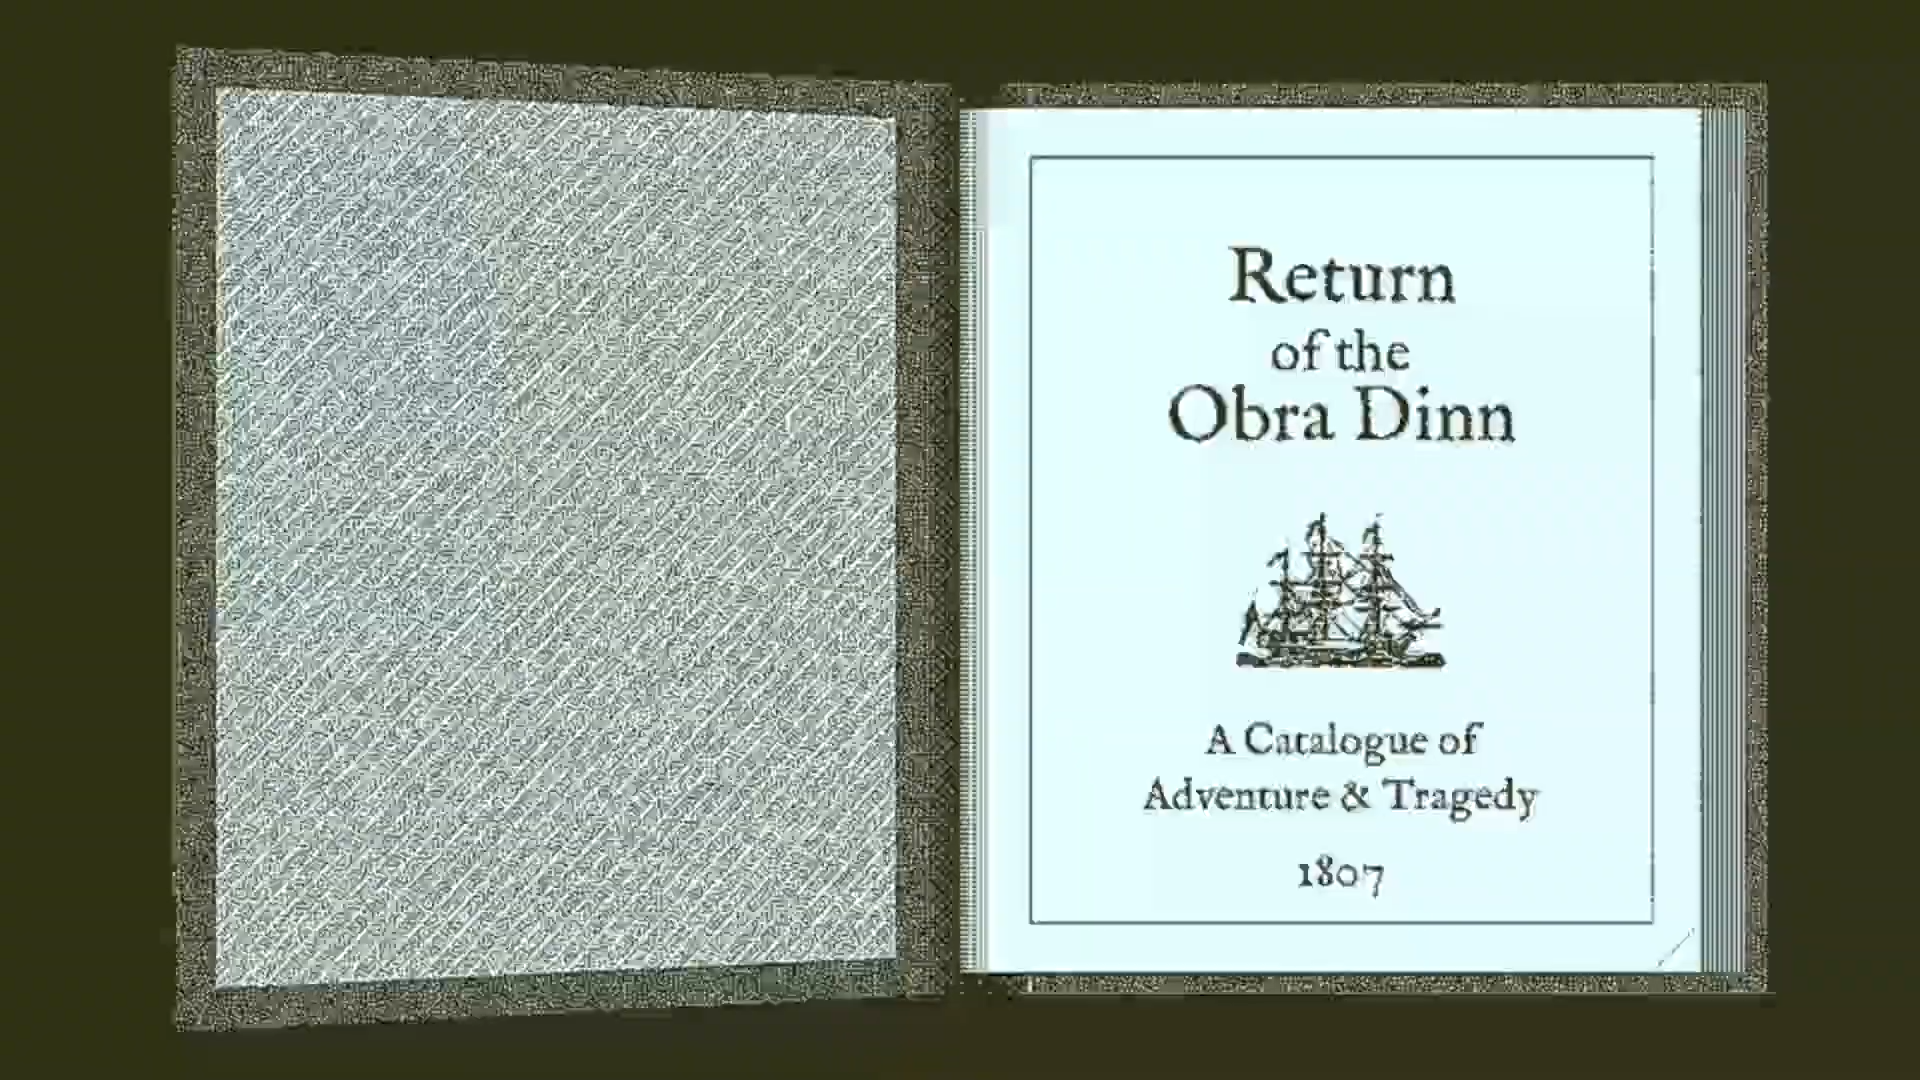 Return
of the
Obra Dinn
A Catalogue of
Adventure & Tragedy
1807